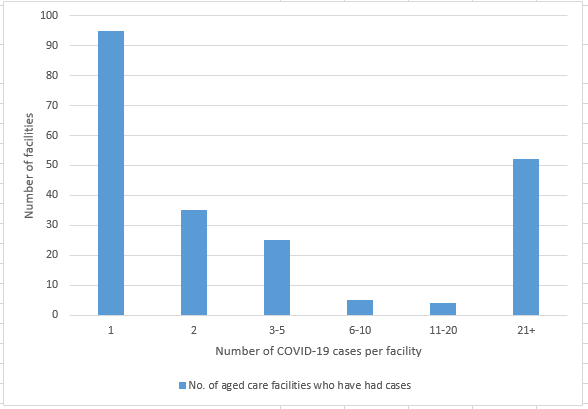 100
90
80
70
60
50
40
30
20
10
0
Number of facilities
1 2 3-5 6-10 11-20 21+
Number of COVID-19 cases per facility
No. of aged care facilities who have had cases